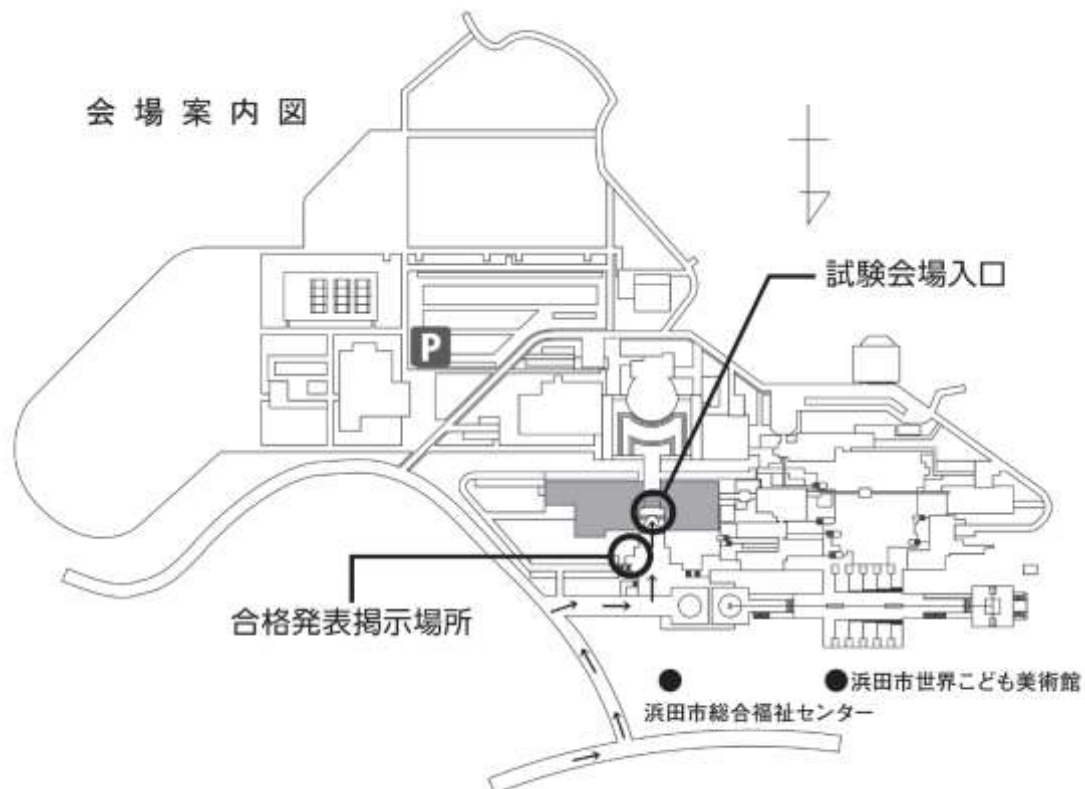 会場案内図
試験会場入口
P
合格発表掲示場所
浜田市世界こども美術館
浜田市総合福祉センター